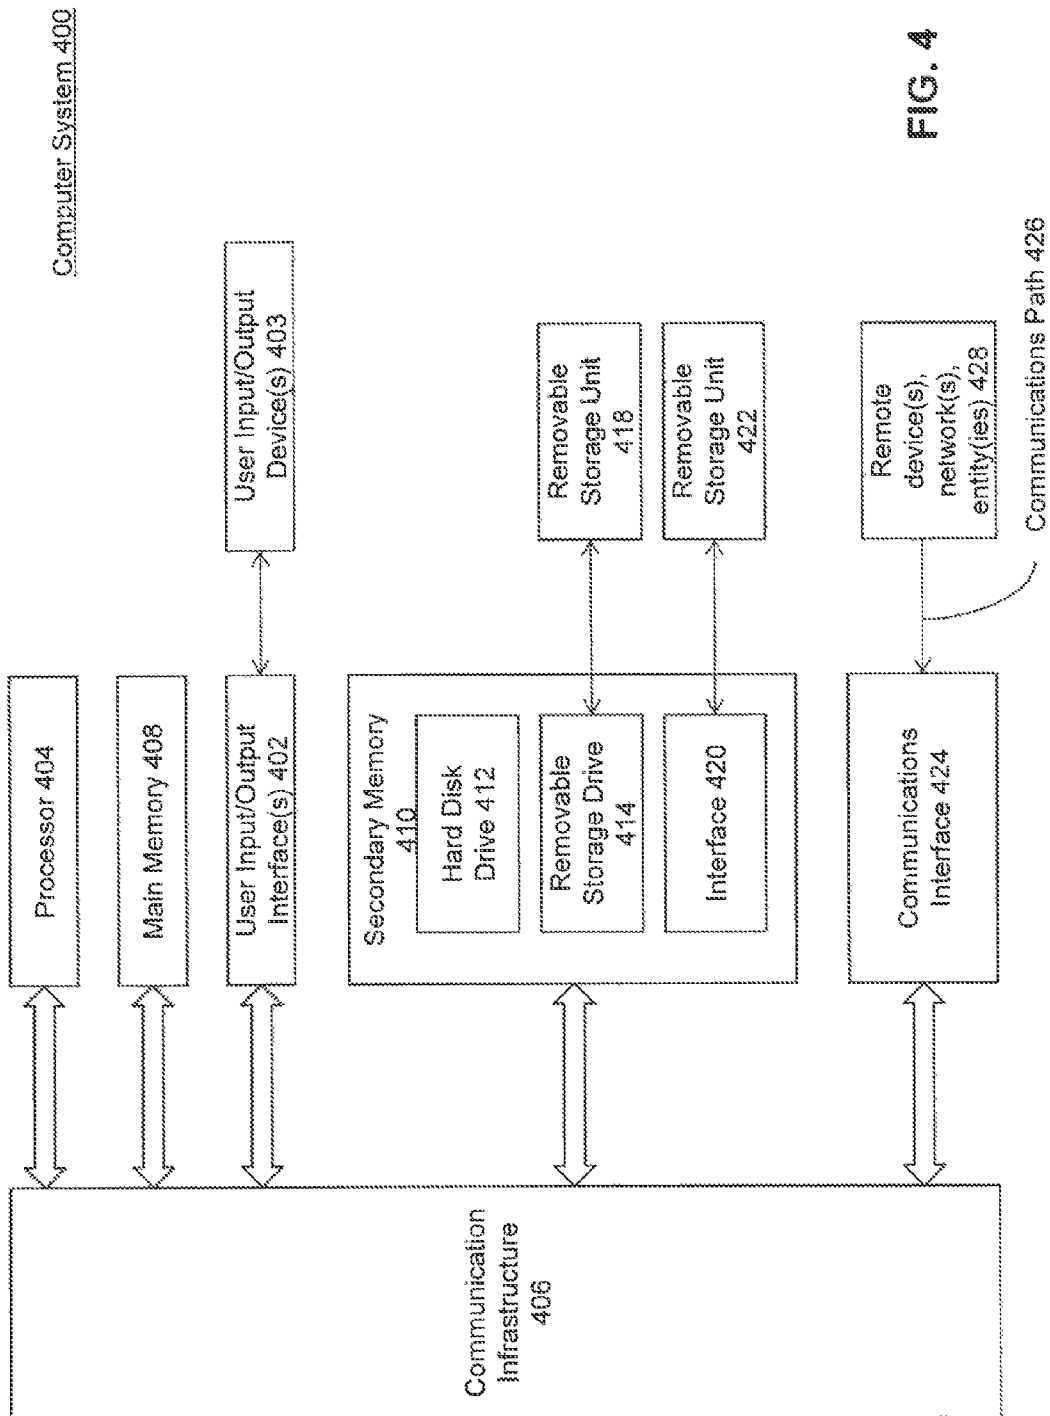 Computer System 400
Processor 404
Main Memory 408
User Input/Output
Interface(s) 402
User Input/Output
Device(s) 403
Secondary Memory
410
Hard Disk
Drive 412
Removable
Storage Drive
414
Removable
Storage Unit
418
Interface 420
Removable
Storage Unit
422
Communications
Interface 424
Remote
device(s),
network(s),
entity(ies) 428
Communications Path 426
Communication
Infrastructure
406
FIG. 4